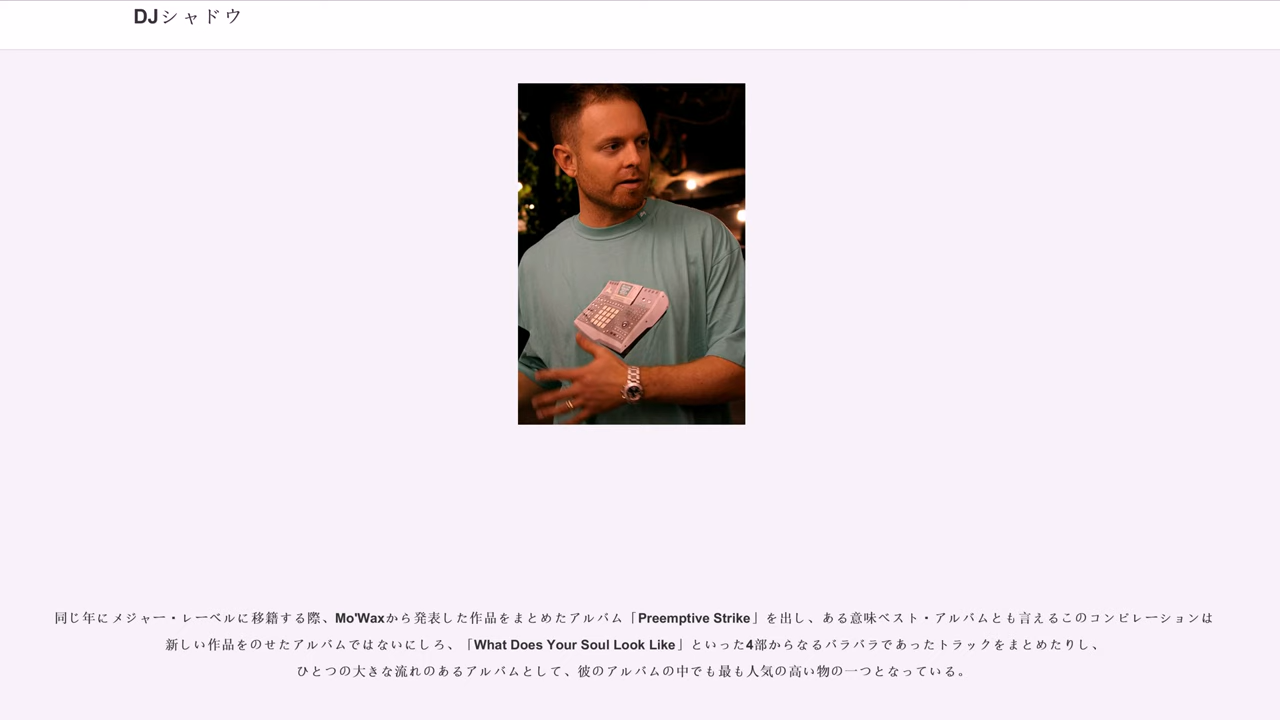 DJシャドウ
同じ年にメジャー・レーベルに移籍する際、Mo'Waxから発表した作品をまとめたアルバム「Preemptive Strike」を出し、ある意味ベスト・アルバムとも言えるこのコンピレーションは
新しい作品をのせたアルバムではないにしろ、「What Does Your Soul Look Like」といった4部からなるバラバラであったトラックをまとめたりし、
ひとつの大きな流れのあるアルバムとして、彼のアルバムの中でも最も人気の高い物の一つとなっている。